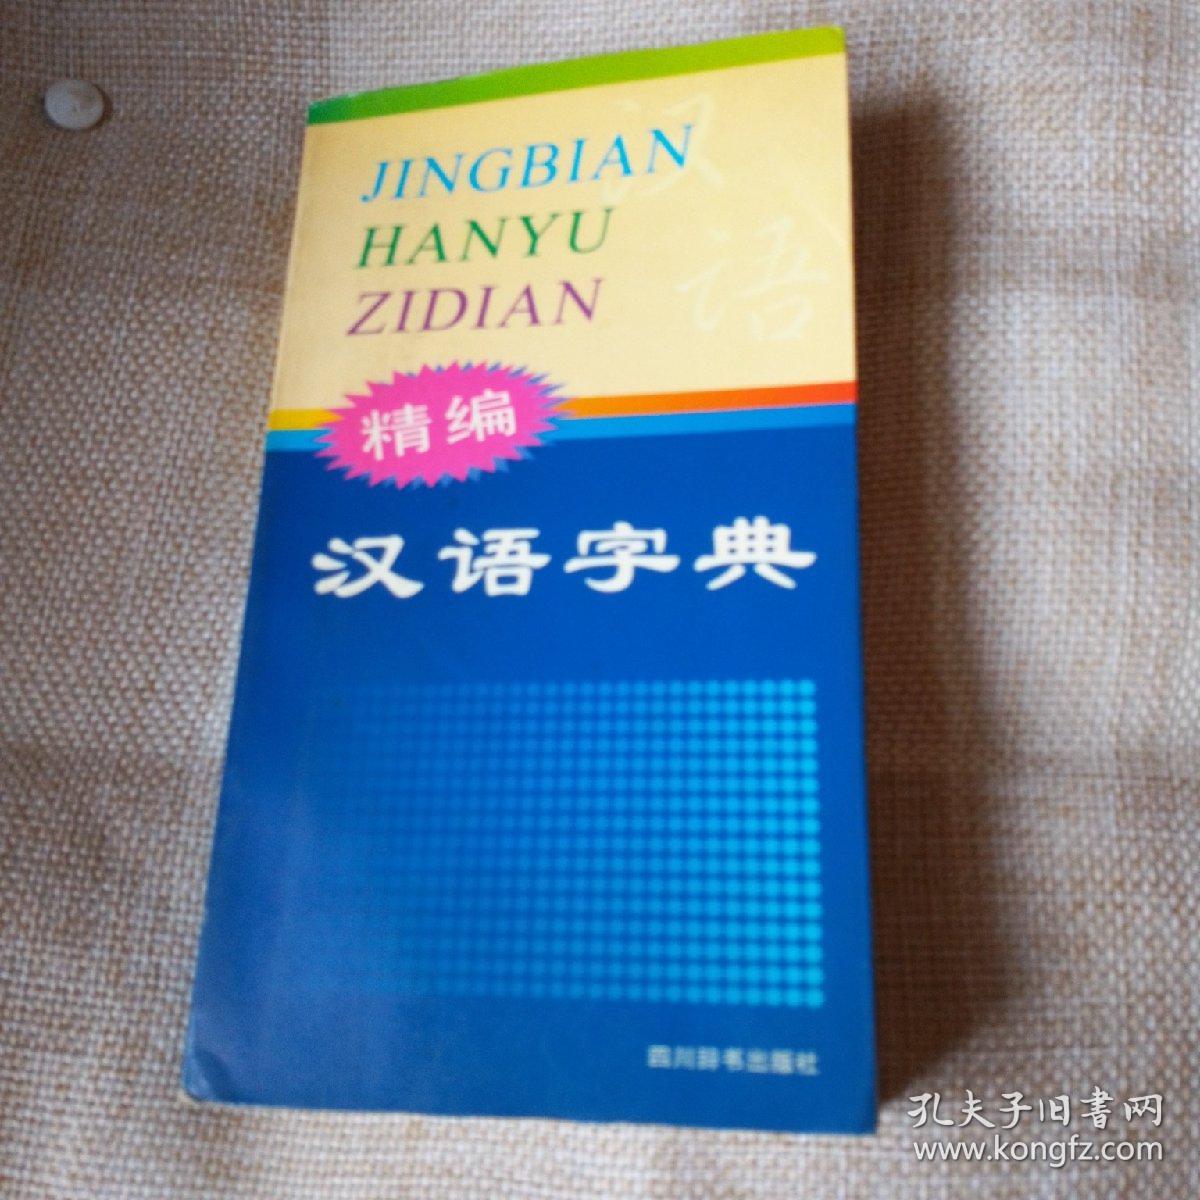 汉
语
JINGBIAN
HANYU
ZIDIAN
精编
汉语字典
四川辞书出版社
孔夫子旧書网
www.kongfz.com